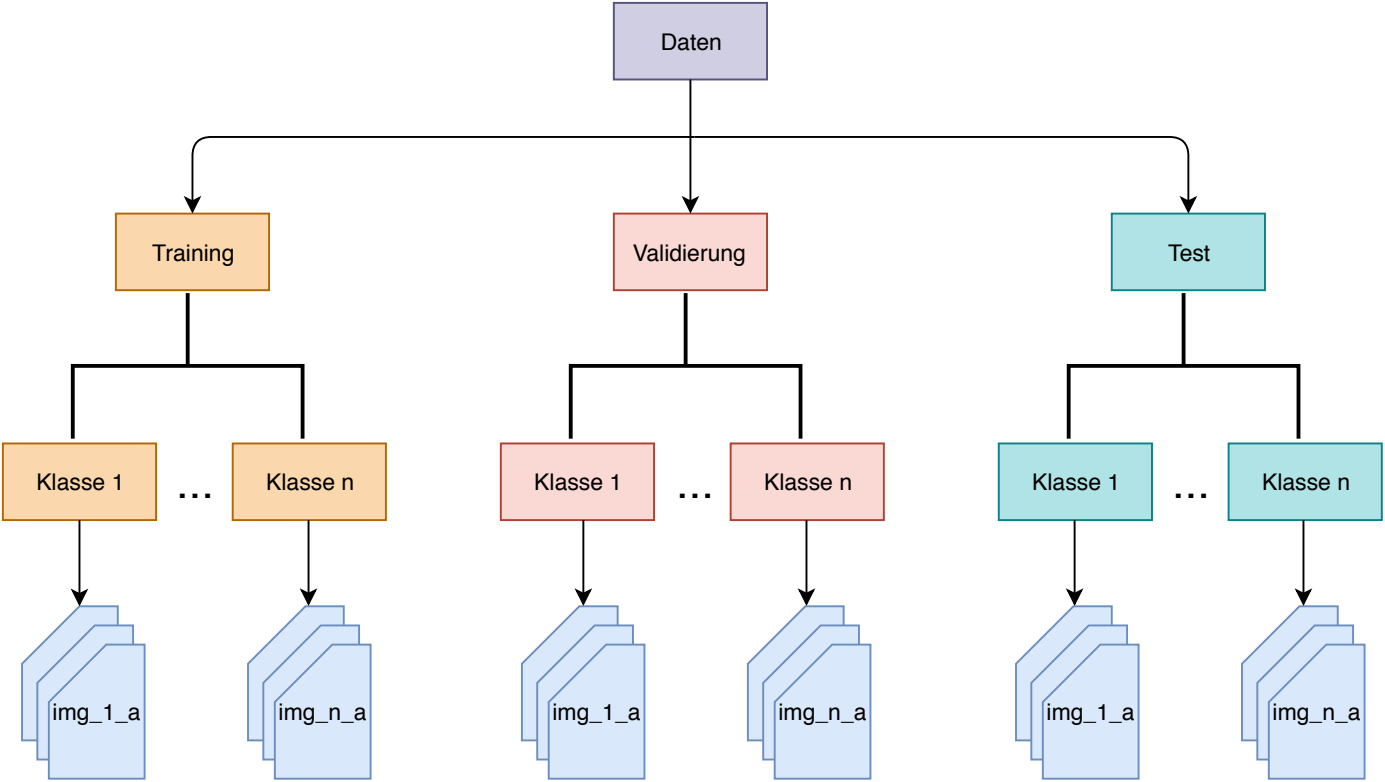 Daten
Training
Validierung
Test
Klasse 1
...
Klasse n
Klasse 1
...
Klasse n
Klasse 1
...
Klasse n
img_1_a
img_n_a
img_1_a
img_n_a
img_1_a
img_n_a